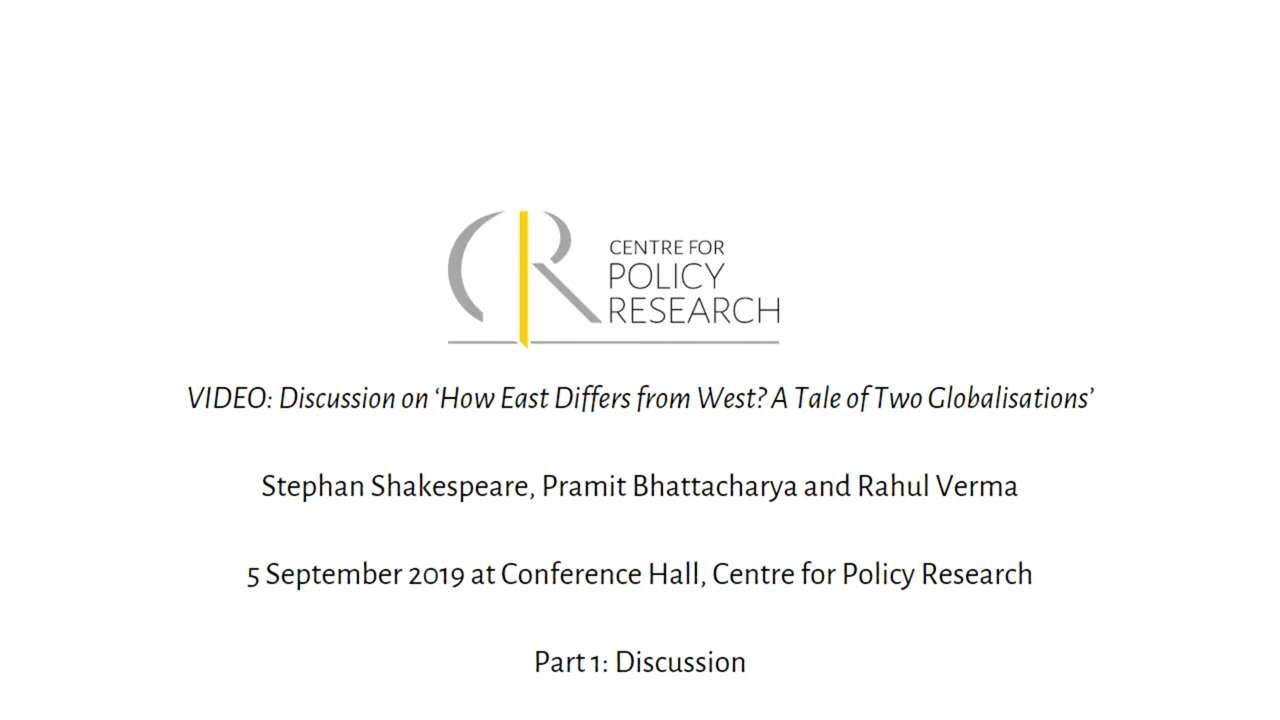 CR
CENTRE FOR
POLICY
RESEARCH
VIDEO: Discussion on ‘How East Differs from West? A Tale of Two Globalisations’
Stephan Shakespeare, Pramit Bhattacharya and Rahul Verma
5 September 2019 at Conference Hall, Centre for Policy Research
Part 1: Discussion